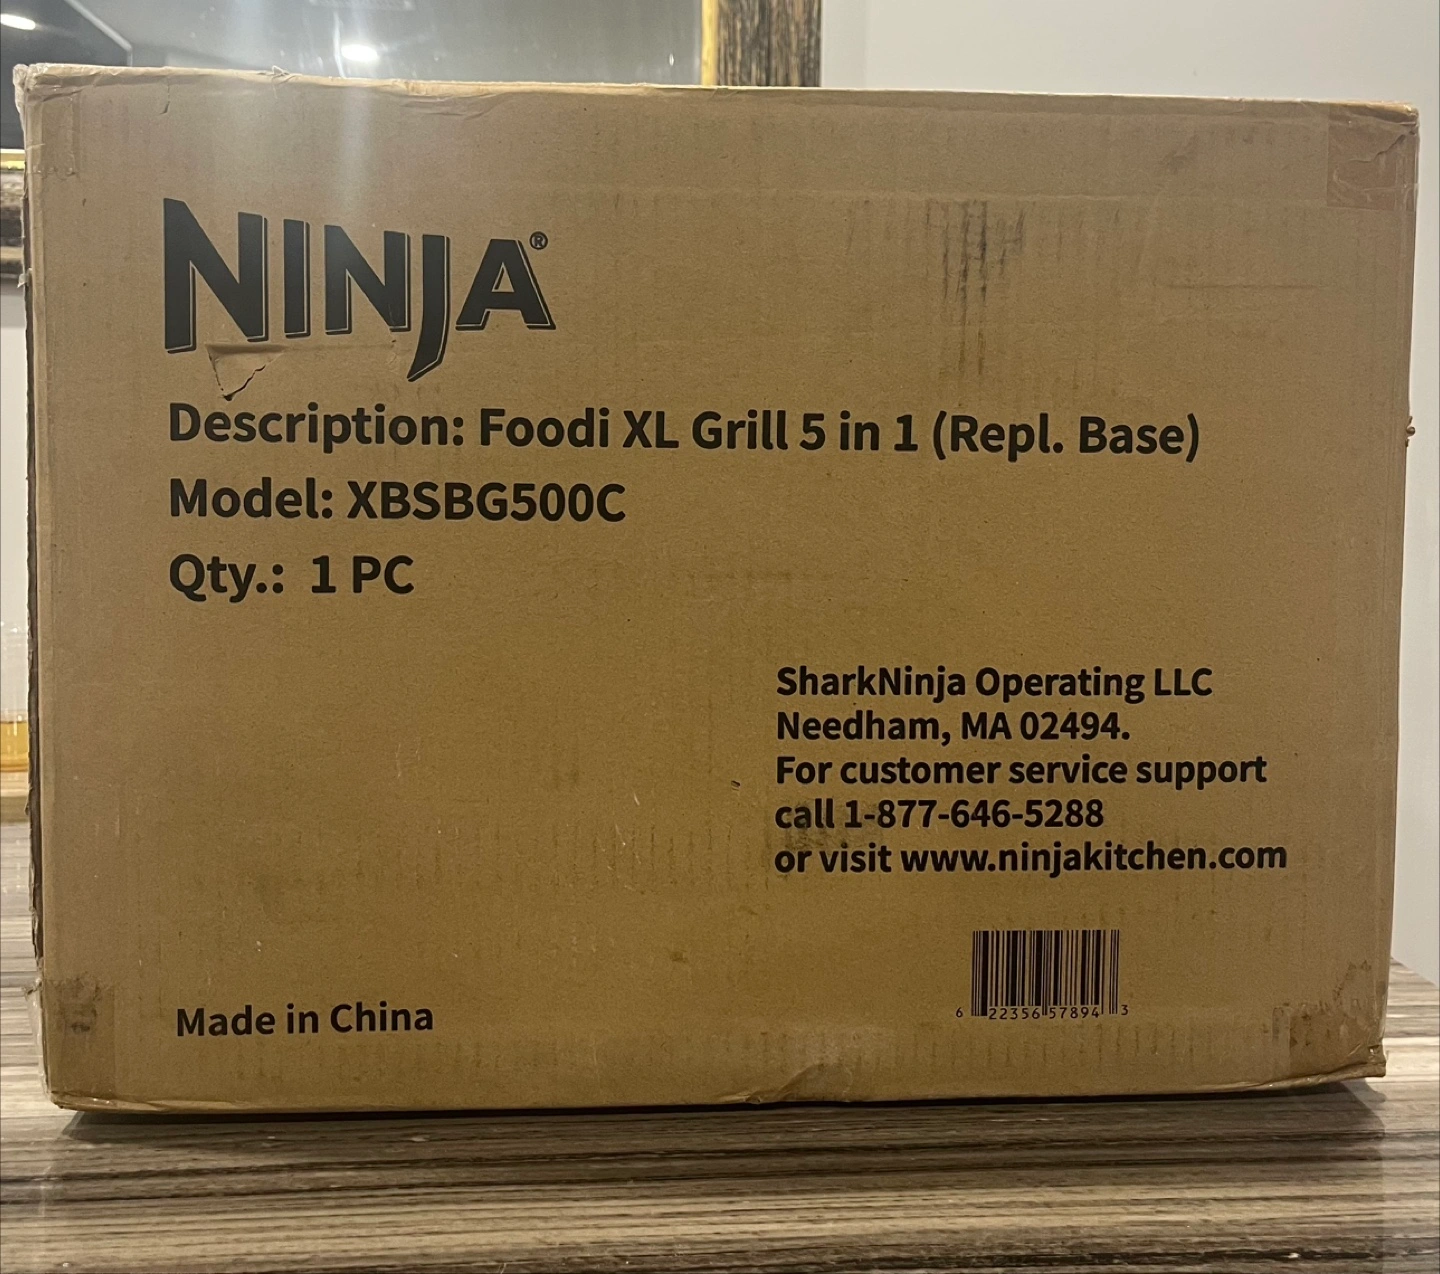 NINJA®
Description: Foodi XL Grill 5 in 1 (Repl. Base)
Model: XBSBG500C
Qty.: 1 PC
SharkNinja Operating LLC
Needham, MA 02494.
For customer service support
call 1-877-646-5288
or visit www.ninjakitchen.com
6 22356 57894 3
Made in China